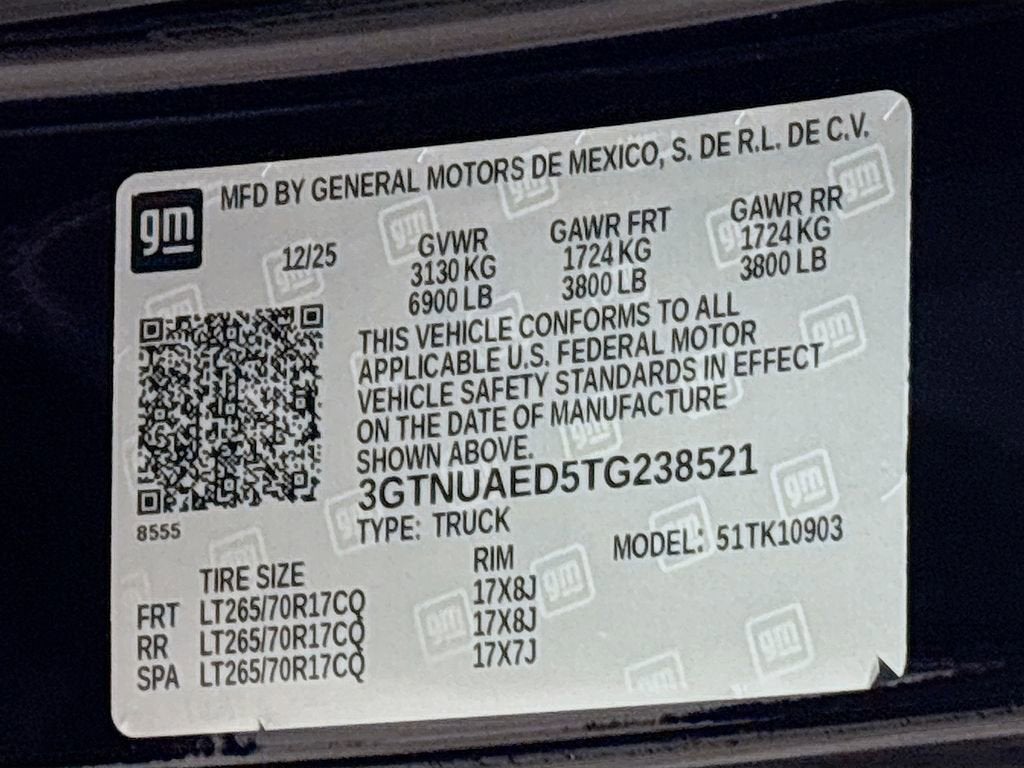 gm
MFD BY GENERAL MOTORS DE MEXICO, S. DE R.L. DE C.V.
12/25
GVWR GAWR FRT GAWR RR
3130 KG 1724 KG 1724 KG
6900 LB 3800 LB 3800 LB
THIS VEHICLE CONFORMS TO ALL
APPLICABLE U.S. FEDERAL MOTOR
VEHICLE SAFETY STANDARDS IN EFFECT
ON THE DATE OF MANUFACTURE
SHOWN ABOVE.
3GTNUAED5TG238521
8555
TYPE: TRUCK MODEL: 51TK10903
TIRE SIZE RIM
FRT LT265/70R17CQ 17X8J
RR LT265/70R17CQ 17X8J
SPA LT265/70R17CQ 17X7J